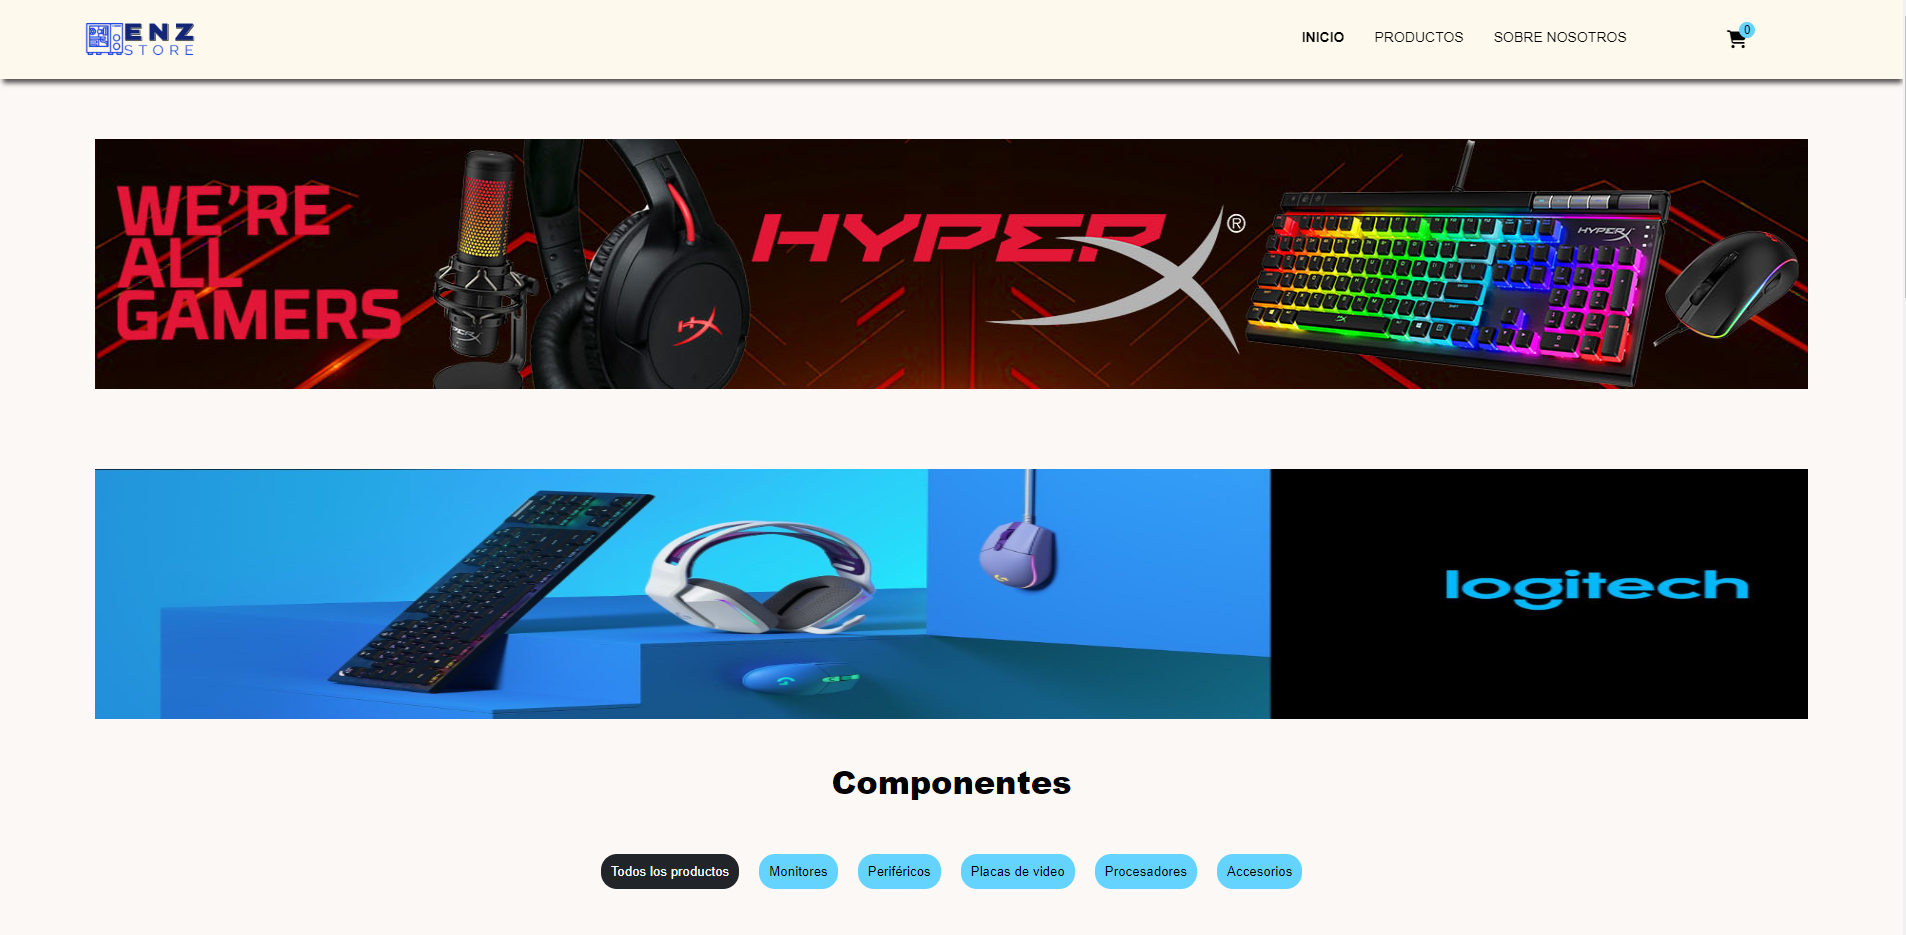 ENZ
STORE
INICIO
PRODUCTOS
SOBRE NOSOTROS
0
WE'RE
ALL
GAMERS
HYPERX®
HYPERX
logitech
Componentes
Todos los productos
Monitores
Periféricos
Placas de video
Procesadores
Accesorios